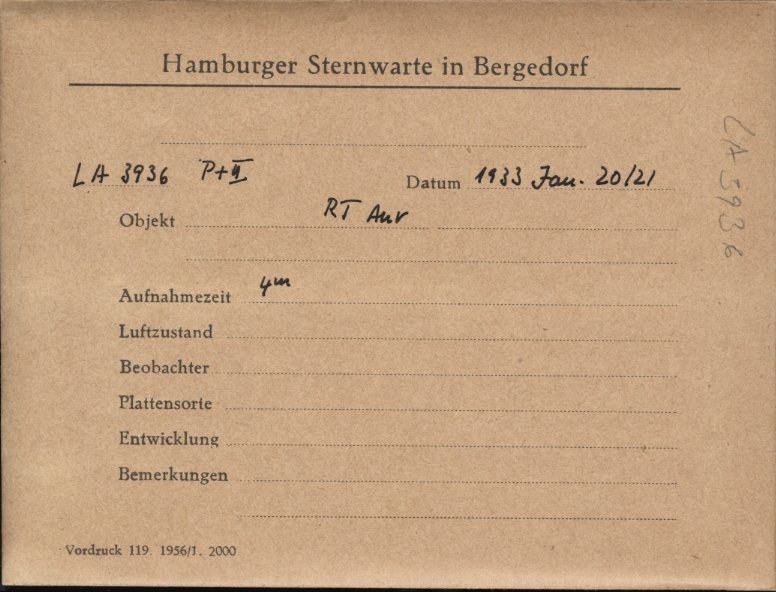 Hamburger Sternwarte in Bergedorf
LA 3936 P+II
Datum 1933 Jan. 20/21
Objekt RT Aur
Aufnahmezeit 4m
Luftzustand
Beobachter
Plattensorte
Entwicklung
Bemerkungen
Vordruck 119. 1956/1. 2000
LA 3936